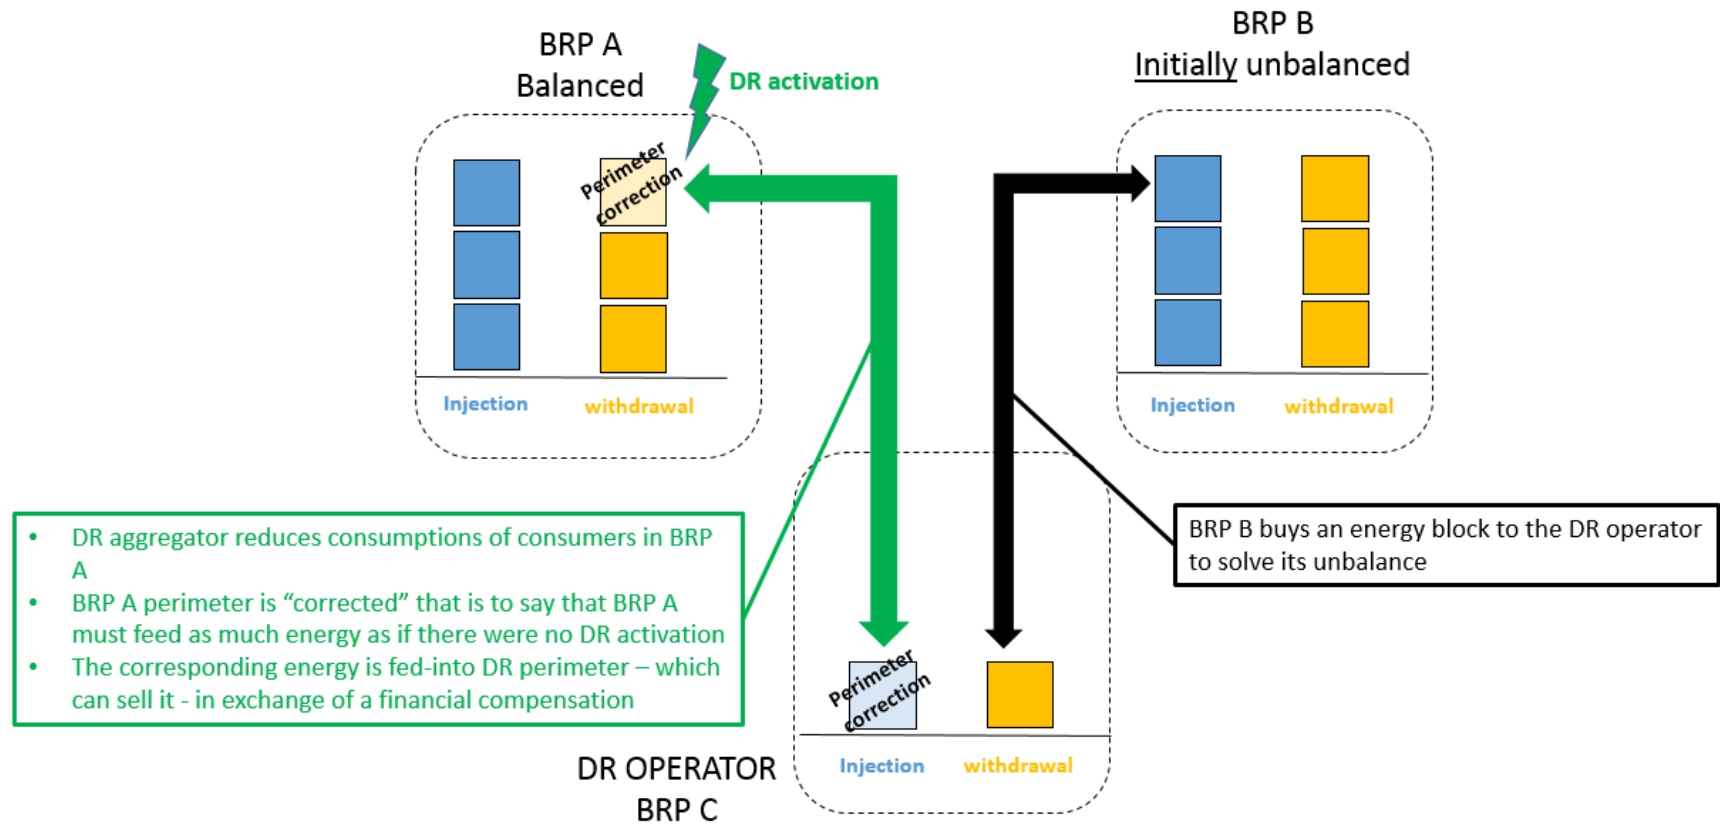 BRP A
Balanced
DR activation
BRP B
Initially unbalanced
Perimeter
correction
Injection
withdrawal
Injection
withdrawal
• DR aggregator reduces consumptions of consumers in BRP
A
• BRP A perimeter is “corrected” that is to say that BRP A
must feed as much energy as if there were no DR activation
• The corresponding energy is fed-into DR perimeter – which
can sell it - in exchange of a financial compensation
BRP B buys an energy block to the DR operator
to solve its unbalance
Perimeter
correction
Injection
withdrawal
DR OPERATOR
BRP C